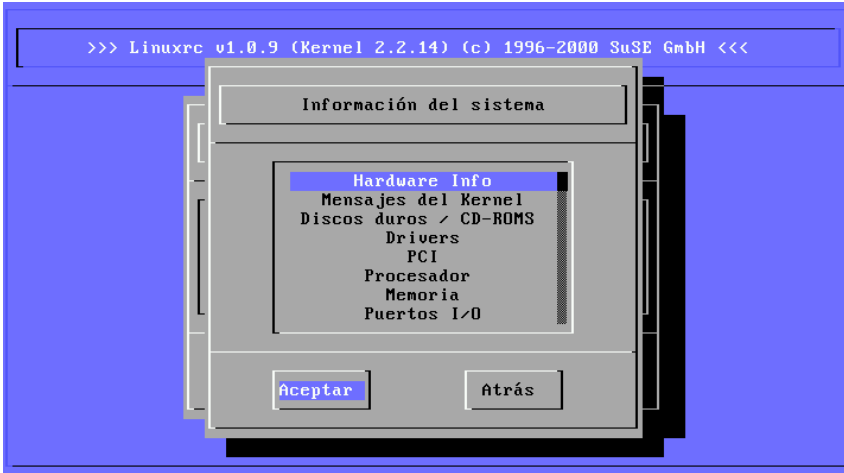 >>> Linuxrc v1.0.9 (Kernel 2.2.14) (c) 1996-2000 SuSE GmbH <<<
Información del sistema
Hardware Info
Mensajes del Kernel
Discos duros / CD-ROMS
Drivers
PCI
Procesador
Memoria
Puertos I/O
Aceptar
Atrás